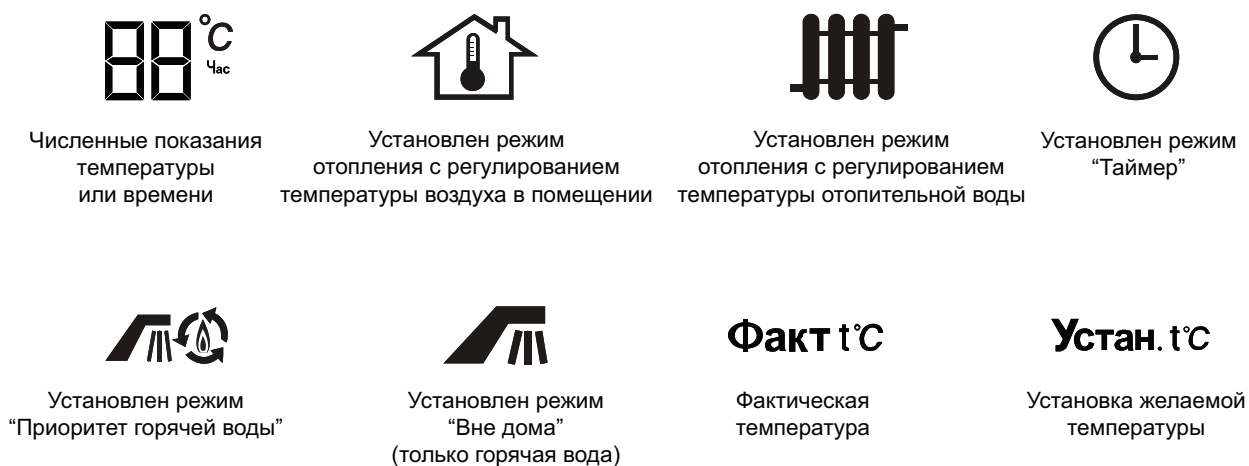 88 °C
Час
Численные показания
температуры
или времени
Установлен режим
отопления с регулированием
температуры воздуха в помещении
Установлен режим
отопления с регулированием
температуры отопительной воды
Установлен режим
“Таймер”
Установлен режим
“Приоритет горячей воды”
Установлен режим
“Вне дома”
(только горячая вода)
Факт t°C
Фактическая
температура
Устан. t°C
Установка желаемой
температуры